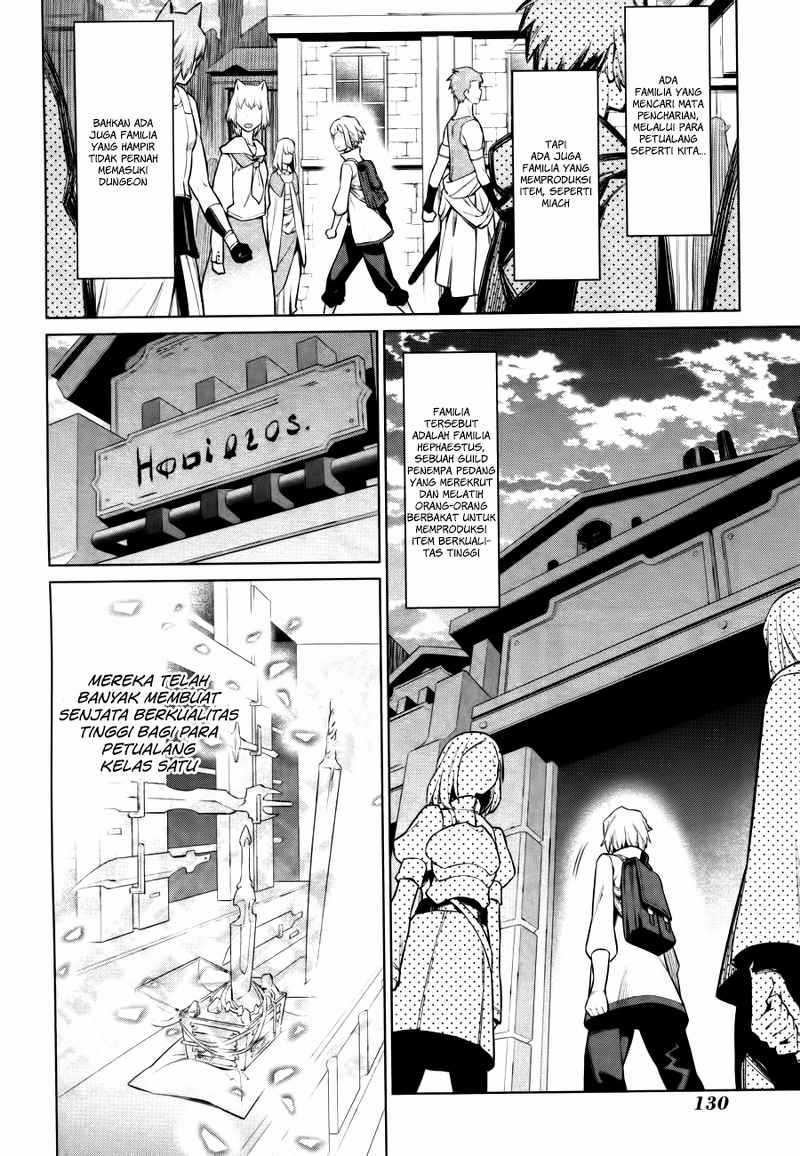 ADA
FAMILIA YANG
MENCARI MATA
PENCHARIAN,
MELALUI PARA
PETUALANG
SEPERTI KITA...
TAPI
ADA JUGA
FAMILIA YANG
MEMPRODUKSI
ITEM, SEPERTI
MIACH
BAHKAN ADA
JUGA FAMILIA
YANG HAMPIR
TIDAK PERNAH
MEMASUKI
DUNGEON
FAMILIA
TERSEBUT
ADALAH FAMILIA
HEPHAESTUS,
SEBUAH GUILD
PENEMPA PEDANG
YANG MEREKRUT
DAN MELATIH
ORANG-ORANG
BERBAKAT UNTUK
MEMPRODUKSI
ITEM BERKUALI-
TAS TINGGI
MEREKA TELAH
BANYAK MEMBUAT
SENJATA BERKUALITAS
TINGGI BAGI PARA
PETUALANG
KELAS SATU
130